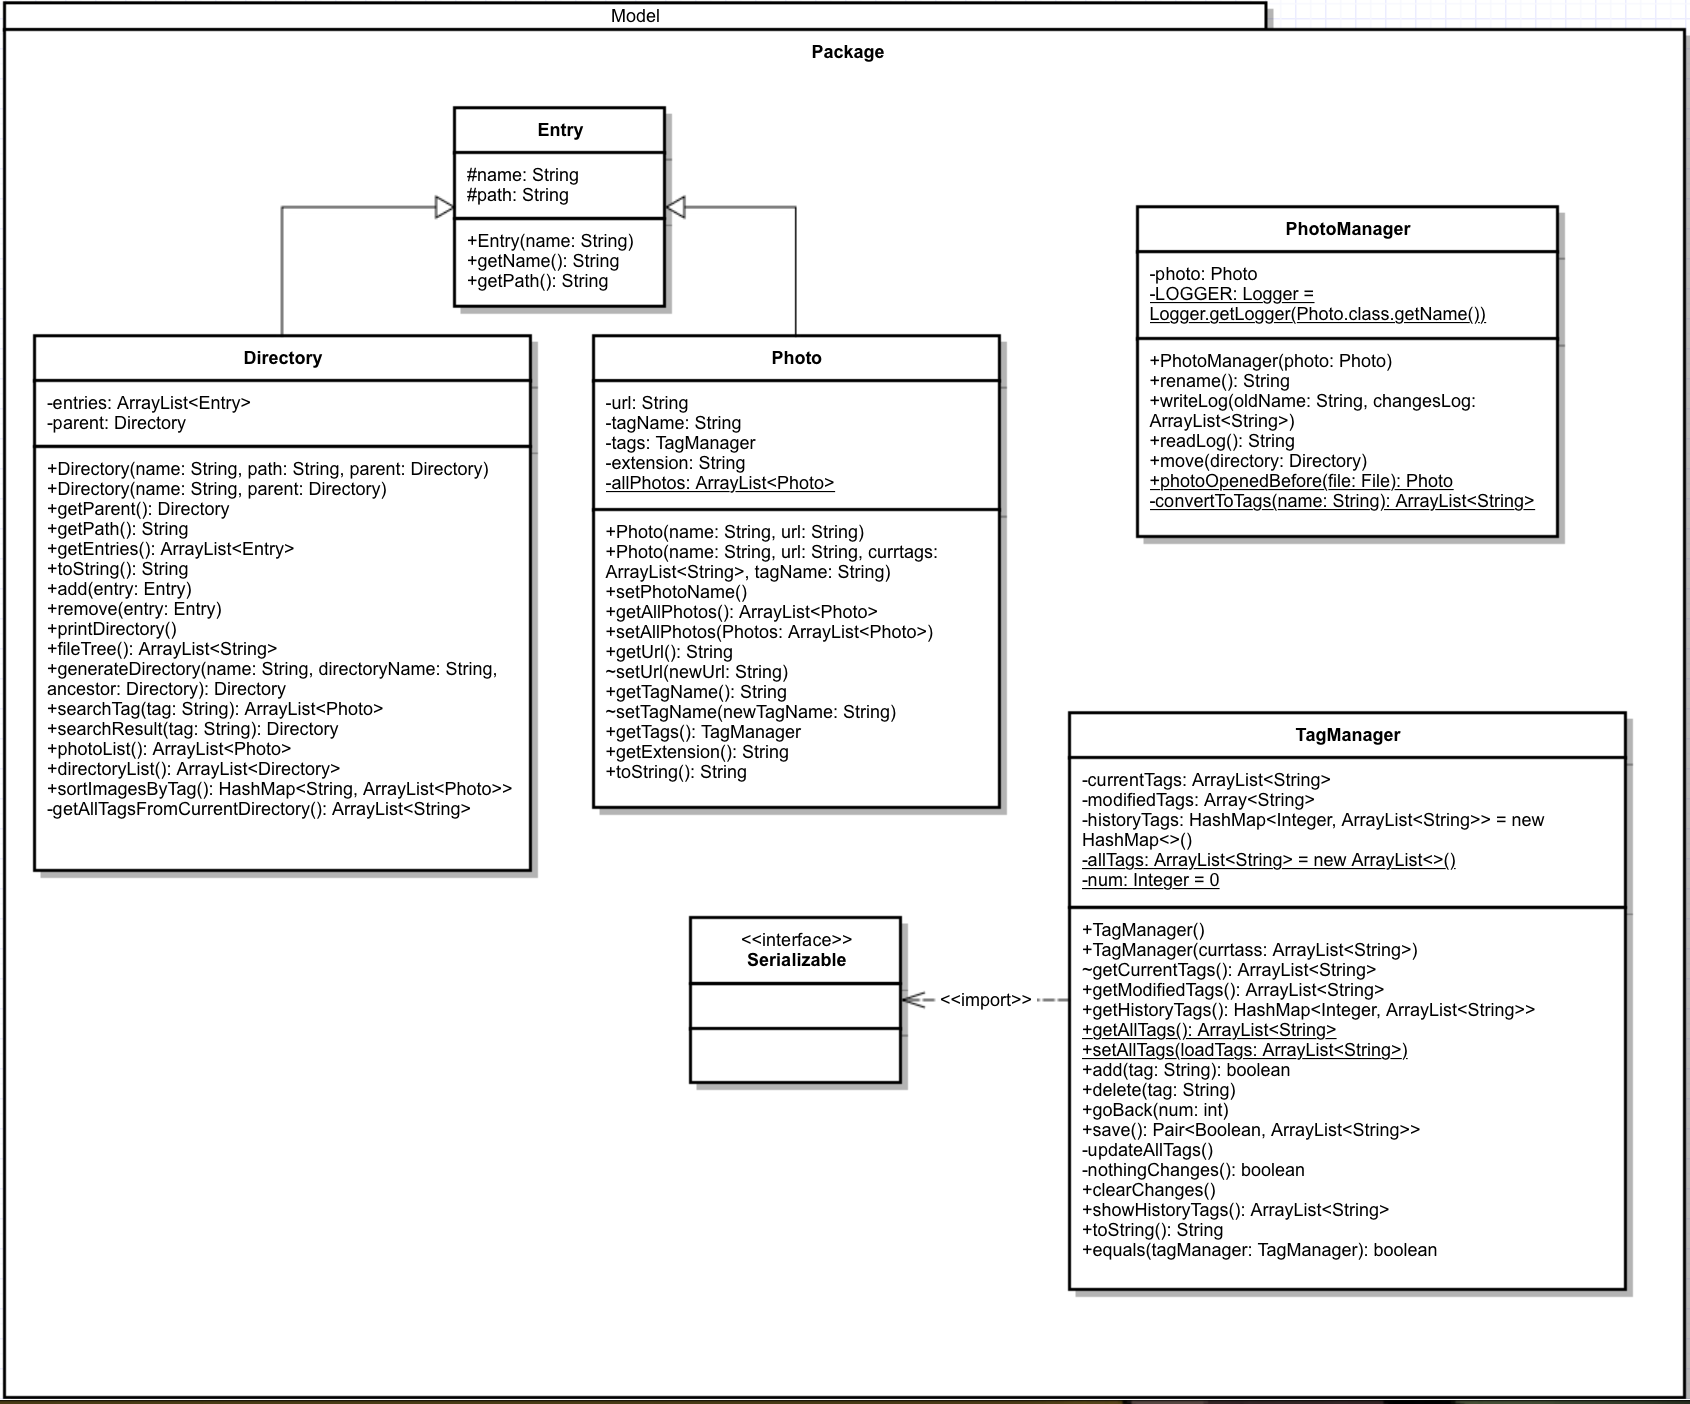 Model
Package
Entry
#name: String
#path: String
+Entry(name: String)
+getName(): String
+getPath(): String
Directory
-entries: ArrayList<Entry>
-parent: Directory
+Directory(name: String, path: String, parent: Directory)
+Directory(name: String, parent: Directory)
+getParent(): Directory
+getPath(): String
+getEntries(): ArrayList<Entry>
+toString(): String
+add(entry: Entry)
+remove(entry: Entry)
+printDirectory()
+fileTree(): ArrayList<String>
+generateDirectory(name: String, directoryName: String,
ancestor: Directory): Directory
+searchTag(tag: String): ArrayList<Photo>
+searchResult(tag: String): Directory
+photoList(): ArrayList<Photo>
+directoryList(): ArrayList<Directory>
+sortImagesByTag(): HashMap<String, ArrayList<Photo>>
-getAllTagsFromCurrentDirectory(): ArrayList<String>
Photo
-url: String
-tagName: String
-tags: TagManager
-extension: String
-allPhotos: ArrayList<Photo>
+Photo(name: String, url: String)
+Photo(name: String, url: String, currtags:
ArrayList<String>, tagName: String)
+setPhotoName()
+getAllPhotos(): ArrayList<Photo>
+setAllPhotos(Photos: ArrayList<Photo>)
+getUrl(): String
~setUrl(newUrl: String)
+getTagName(): String
~setTagName(newTagName: String)
+getTags(): TagManager
+getExtension(): String
+toString(): String
PhotoManager
-photo: Photo
-LOGGER: Logger =
Logger.getLogger(Photo.class.getName())
+PhotoManager(photo: Photo)
+rename(): String
+writeLog(oldName: String, changesLog:
ArrayList<String>)
+readLog(): String
+move(directory: Directory)
+photoOpenedBefore(file: File): Photo
-convertToTags(name: String): ArrayList<String>
TagManager
-currentTags: ArrayList<String>
-modifiedTags: Array<String>
-historyTags: HashMap<Integer, ArrayList<String>> = new
HashMap<>()
-allTags: ArrayList<String> = new ArrayList<>()
-num: Integer = 0
+TagManager()
+TagManager(currtass: ArrayList<String>)
~getCurrentTags(): ArrayList<String>
+getModifiedTags(): ArrayList<String>
+getHistoryTags(): HashMap<Integer, ArrayList<String>>
+getAllTags(): ArrayList<String>
+setAllTags(loadTags: ArrayList<String>)
+add(tag: String): boolean
+delete(tag: String)
+goBack(num: int)
+save(): Pair<Boolean, ArrayList<String>>
-updateAllTags()
-nothingChanges(): boolean
+clearChanges()
+showHistoryTags(): ArrayList<String>
+toString(): String
+equals(tagManager: TagManager): boolean
<<interface>>
Serializable
<<import>>